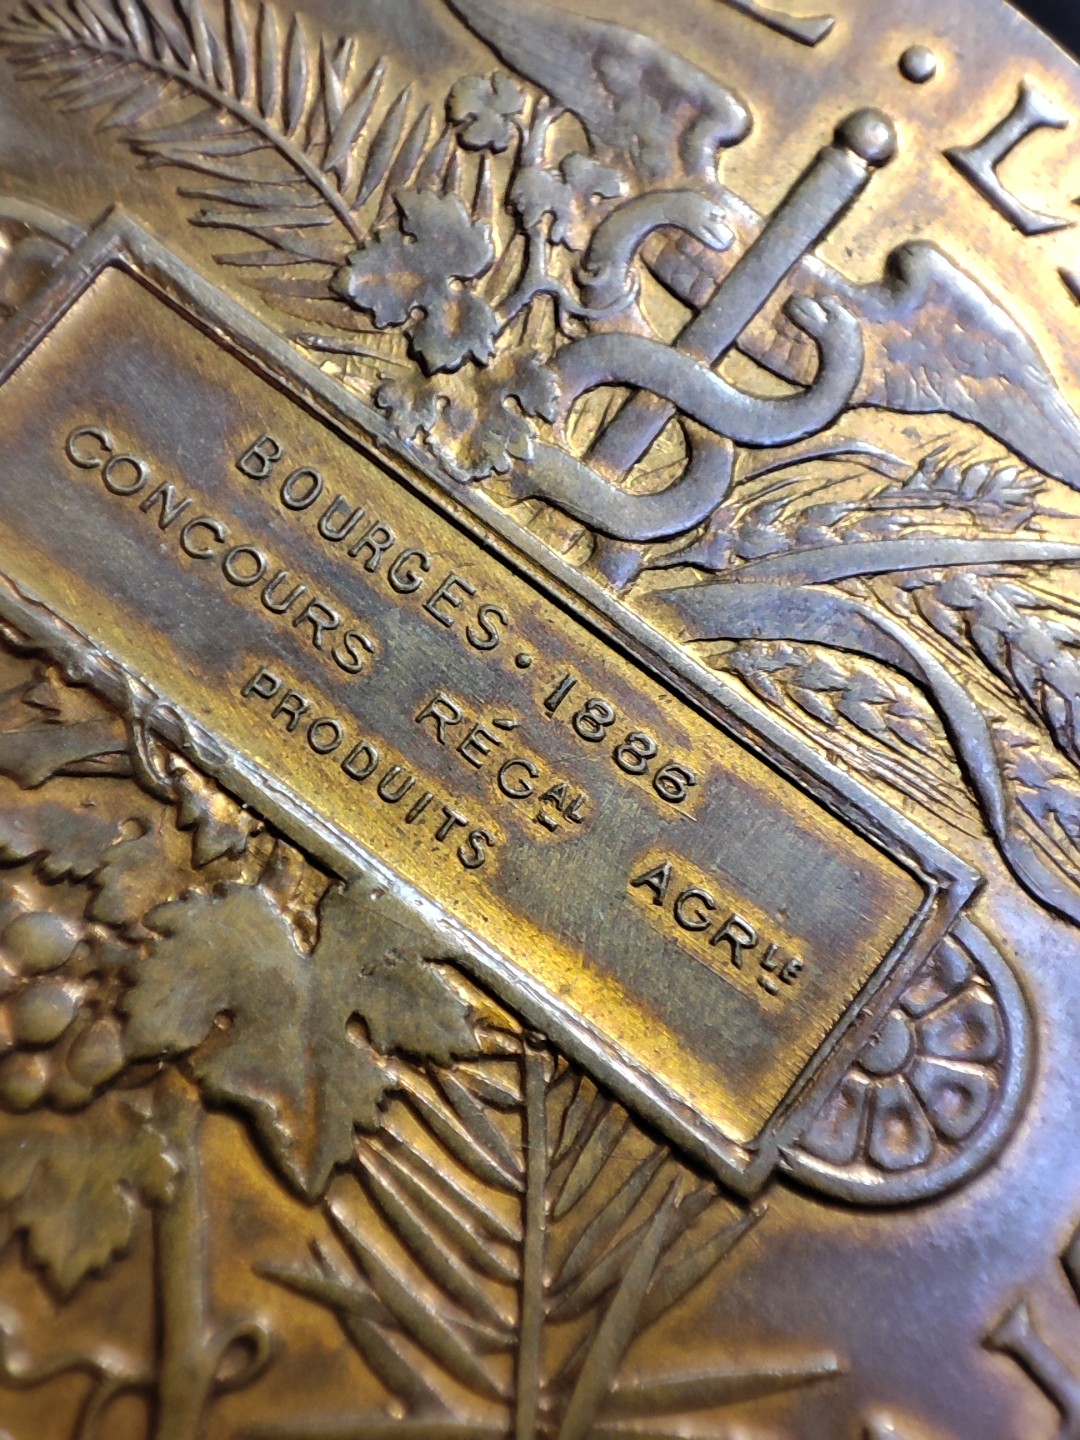 BOURGES · 1886
CONCOURS RÉGAL AGRLE
PRODUITS